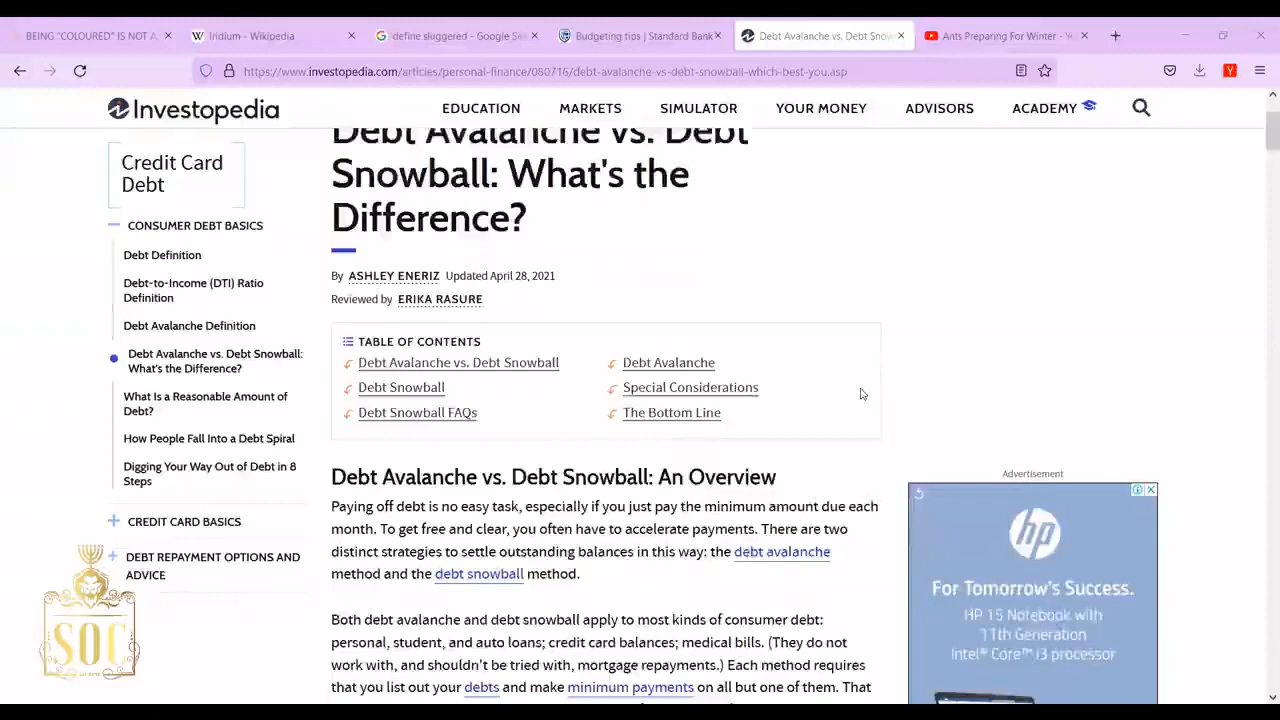 BEING "COLOURED" IS NOT A
Iridium - Wikipedia
define sluggered - Google Se
Budgeting tips | Standard Bank
Debt Avalanche vs. Debt Snow
Ants Preparing For Winter - Y
https://www.investopedia.com/articles/personal-finance/080716/debt-avalanche-vs-debt-snowball-which-best-you.asp
Investopedia
EDUCATION MARKETS SIMULATOR YOUR MONEY ADVISORS ACADEMY
Credit Card
Debt
CONSUMER DEBT BASICS
Debt Definition
Debt-to-Income (DTI) Ratio
Definition
Debt Avalanche Definition
Debt Avalanche vs. Debt Snowball:
What's the Difference?
What Is a Reasonable Amount of
Debt?
How People Fall Into a Debt Spiral
Digging Your Way Out of Debt in 8
Steps
CREDIT CARD BASICS
DEBT REPAYMENT OPTIONS AND
ADVICE
SOC
Debt Avalanche vs. Debt
Snowball: What's the
Difference?
By ASHLEY ENERIZ Updated April 28, 2021
Reviewed by ERIKA RASURE
TABLE OF CONTENTS
Debt Avalanche vs. Debt Snowball
Debt Avalanche
Debt Snowball
Special Considerations
Debt Snowball FAQs
The Bottom Line
Debt Avalanche vs. Debt Snowball: An Overview
Paying off debt is no easy task, especially if you just pay the minimum amount due each
month. To get free and clear, you often have to accelerate payments. There are two
distinct strategies to settle outstanding balances in this way: the debt avalanche
method and the debt snowball method.
Both debt avalanche and debt snowball apply to most kinds of consumer debt:
personal, student, and auto loans; credit card balances; medical bills. (They do not
work with, and shouldn't be tried with, mortgage repayments.) Each method requires
that you list out your debts and make minimum payments on all but one of them. That
Advertisement
hp
For Tomorrow's Success.
HP 15 Notebook with
11th Generation
Intel® Core™ i3 processor